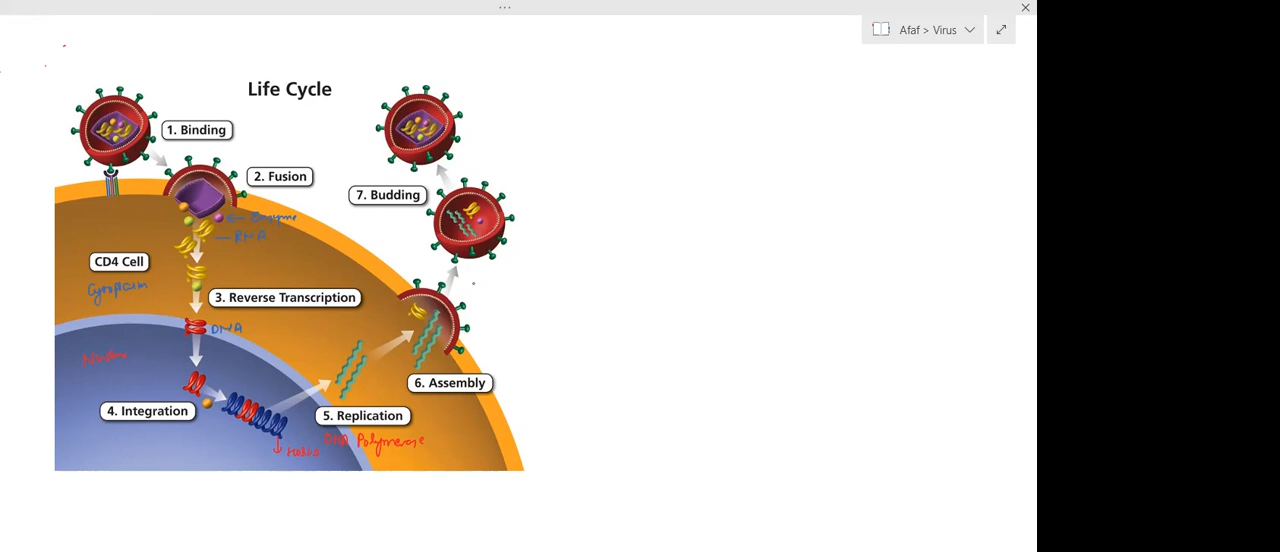 Afaf > Virus
Life Cycle
1. Binding
2. Fusion
7. Budding
Enzyme
RNA
CD4 Cell
Cytoplasm
3. Reverse Transcription
DNA
6. Assembly
4. Integration
5. Replication
DNA Polymerase